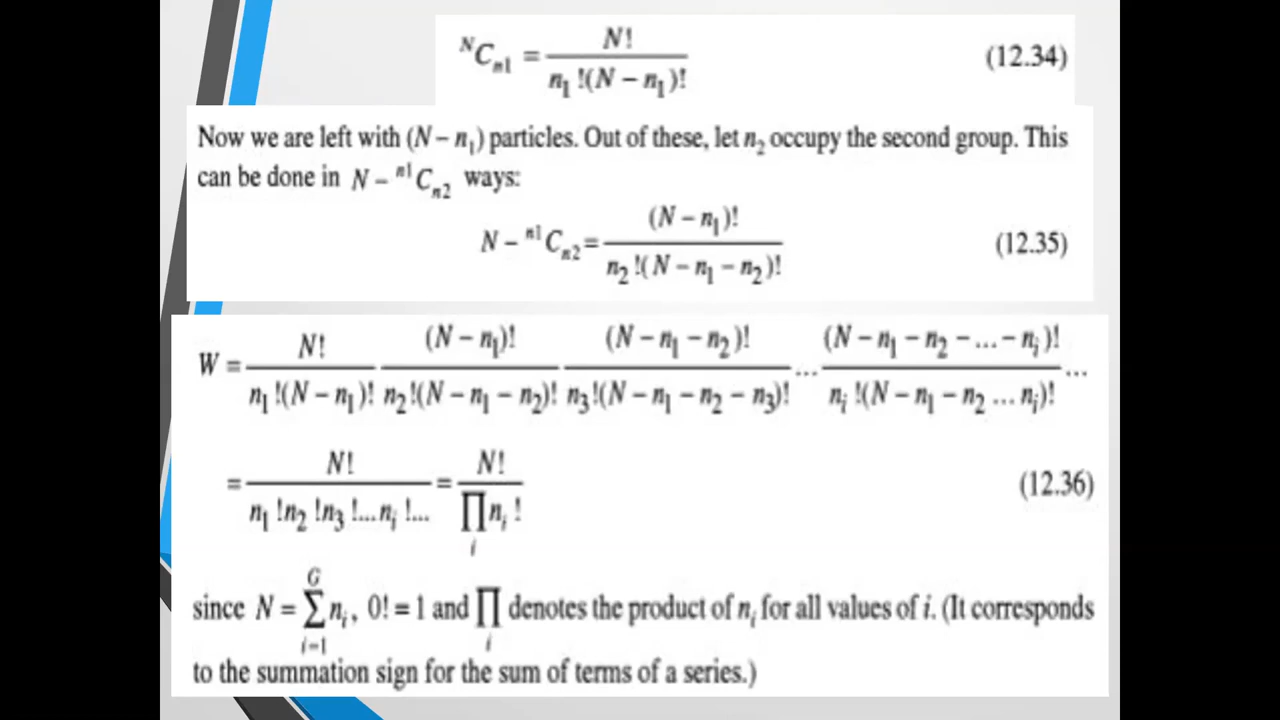 ᴺCₙ₁ = N! / n₁!(N – n₁)! (12.34)
Now we are left with (N – n₁) particles. Out of these, let n₂ occupy the second group. This
can be done in N – ⁿ¹Cₙ₂ ways:
N – ⁿ¹Cₙ₂ = (N – n₁)! / n₂!(N – n₁ – n₂)! (12.35)
W = N! / n₁!(N – n₁)! (N – n₁)! / n₂!(N – n₁ – n₂)! (N – n₁ – n₂)! / n₃!(N – n₁ – n₂ – n₃)! ... (N – n₁ – n₂ – ... – nᵢ)! / nᵢ!(N – n₁ – n₂ ... nᵢ)! ...
= N! / n₁!n₂!n₃!...nᵢ!... = N! / ∏ᵢ nᵢ! (12.36)
since N = ∑ᵢ₌₁ᴳ nᵢ, 0! = 1 and ∏ᵢ denotes the product of nᵢ for all values of i. (It corresponds
to the summation sign for the sum of terms of a series.)